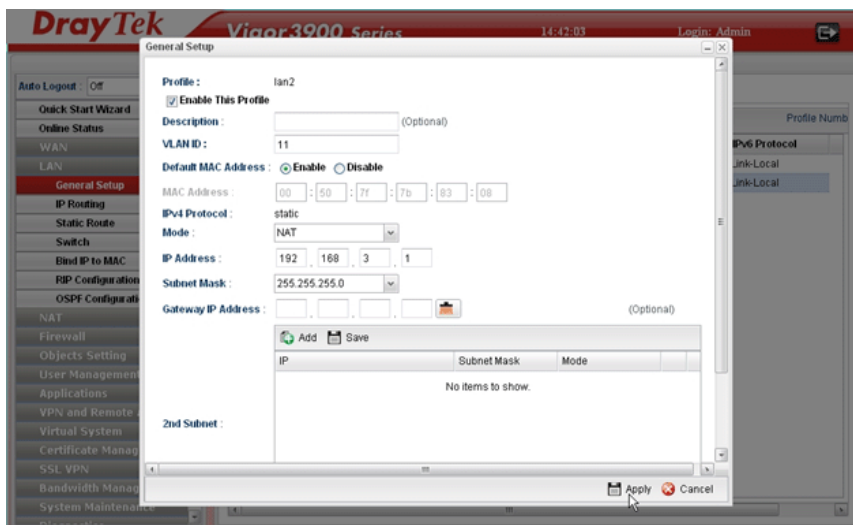 DrayTek Vigor3900 Series 14:42:03 Login: Admin
General Setup
Auto Logout : Off
Quick Start Wizard
Online Status
WAN
LAN
General Setup
IP Routing
Static Route
Switch
Bind IP to MAC
RIP Configuration
OSPF Configurati
NAT
Firewall
Objects Setting
User Management
Applications
VPN and Remote
Virtual System
Certificate Manag
SSL VPN
Bandwidth Manag
System Maintenance
Profile : lan2
Enable This Profile
Description : (Optional)
VLAN ID : 11
Default MAC Address : Enable Disable
MAC Address : 00 : 50 : 7f : 7b : 83 : 08
IPv4 Protocol : static
Mode : NAT
IP Address : 192 . 168 . 3 . 1
Subnet Mask : 255.255.255.0
Gateway IP Address : . . . (Optional)
Add Save
IP Subnet Mask Mode
No items to show.
2nd Subnet :
Apply Cancel
Profile Numb
IPv6 Protocol
Link-Local
Link-Local